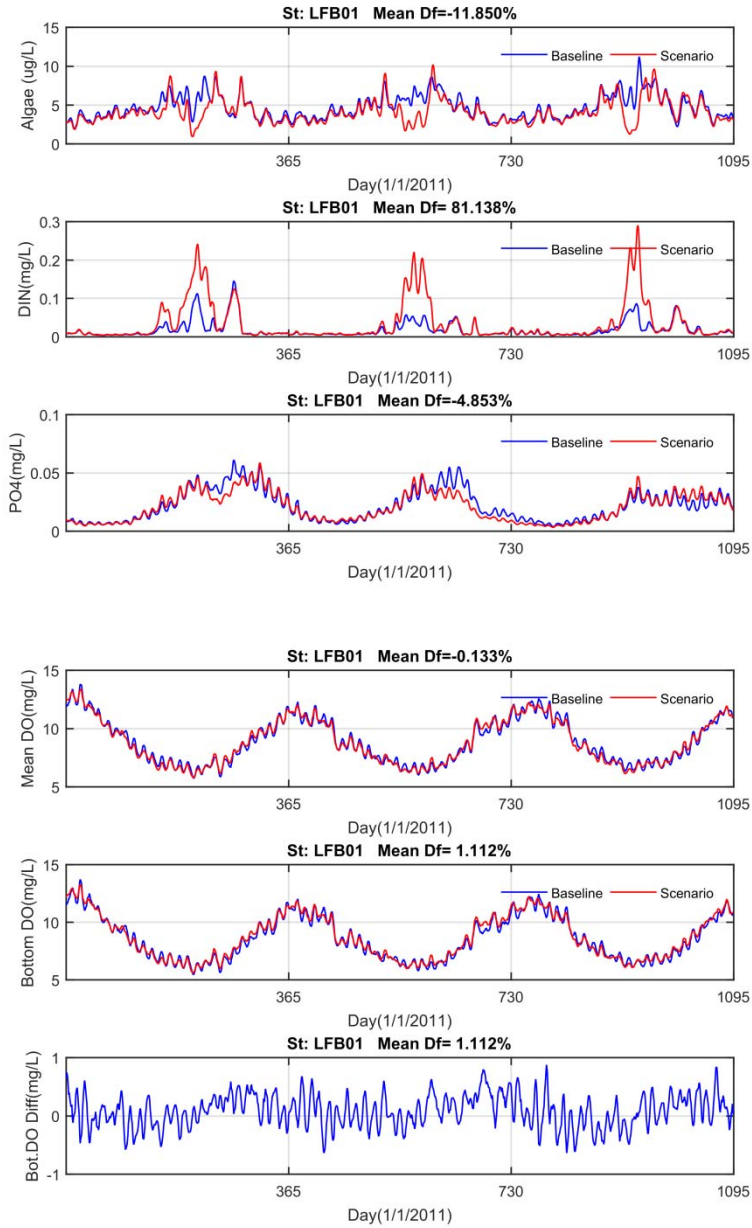 St: LFB01 Mean Df=-11.850%
15
10
5
0
Algae (ug/L)
Baseline Scenario
365 730 1095
Day(1/1/2011)
St: LFB01 Mean Df= 81.138%
0.3
0.2
0.1
0
DIN(mg/L)
Baseline Scenario
365 730 1095
Day(1/1/2011)
St: LFB01 Mean Df=-4.853%
0.1
0.05
0
PO4(mg/L)
Baseline Scenario
365 730 1095
Day(1/1/2011)
St: LFB01 Mean Df=-0.133%
15
10
5
Mean DO(mg/L)
Baseline Scenario
365 730 1095
Day(1/1/2011)
St: LFB01 Mean Df= 1.112%
15
10
5
Bottom DO(mg/L)
Baseline Scenario
365 730 1095
Day(1/1/2011)
St: LFB01 Mean Df= 1.112%
1
0
-1
Bot.DO Diff(mg/L)
365 730 1095
Day(1/1/2011)